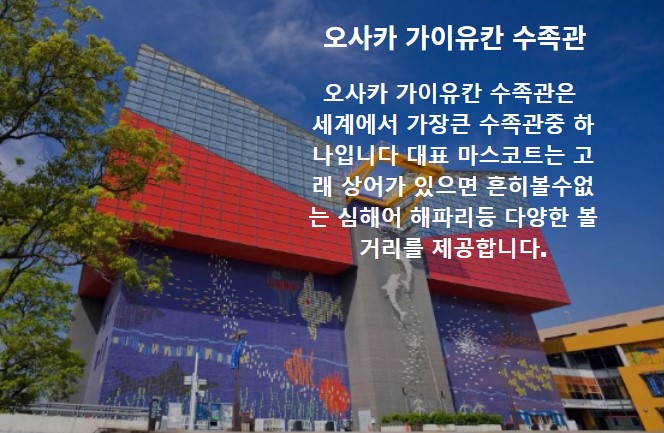 오사카 가이유칸 수족관
오사카 가이유칸 수족관은
세계에서 가장큰 수족관중 하
나입니다 대표 마스코트는 고
래 상어가 있으면 흔히볼수없
는 심해어 해파리등 다양한 볼
거리를 제공합니다.